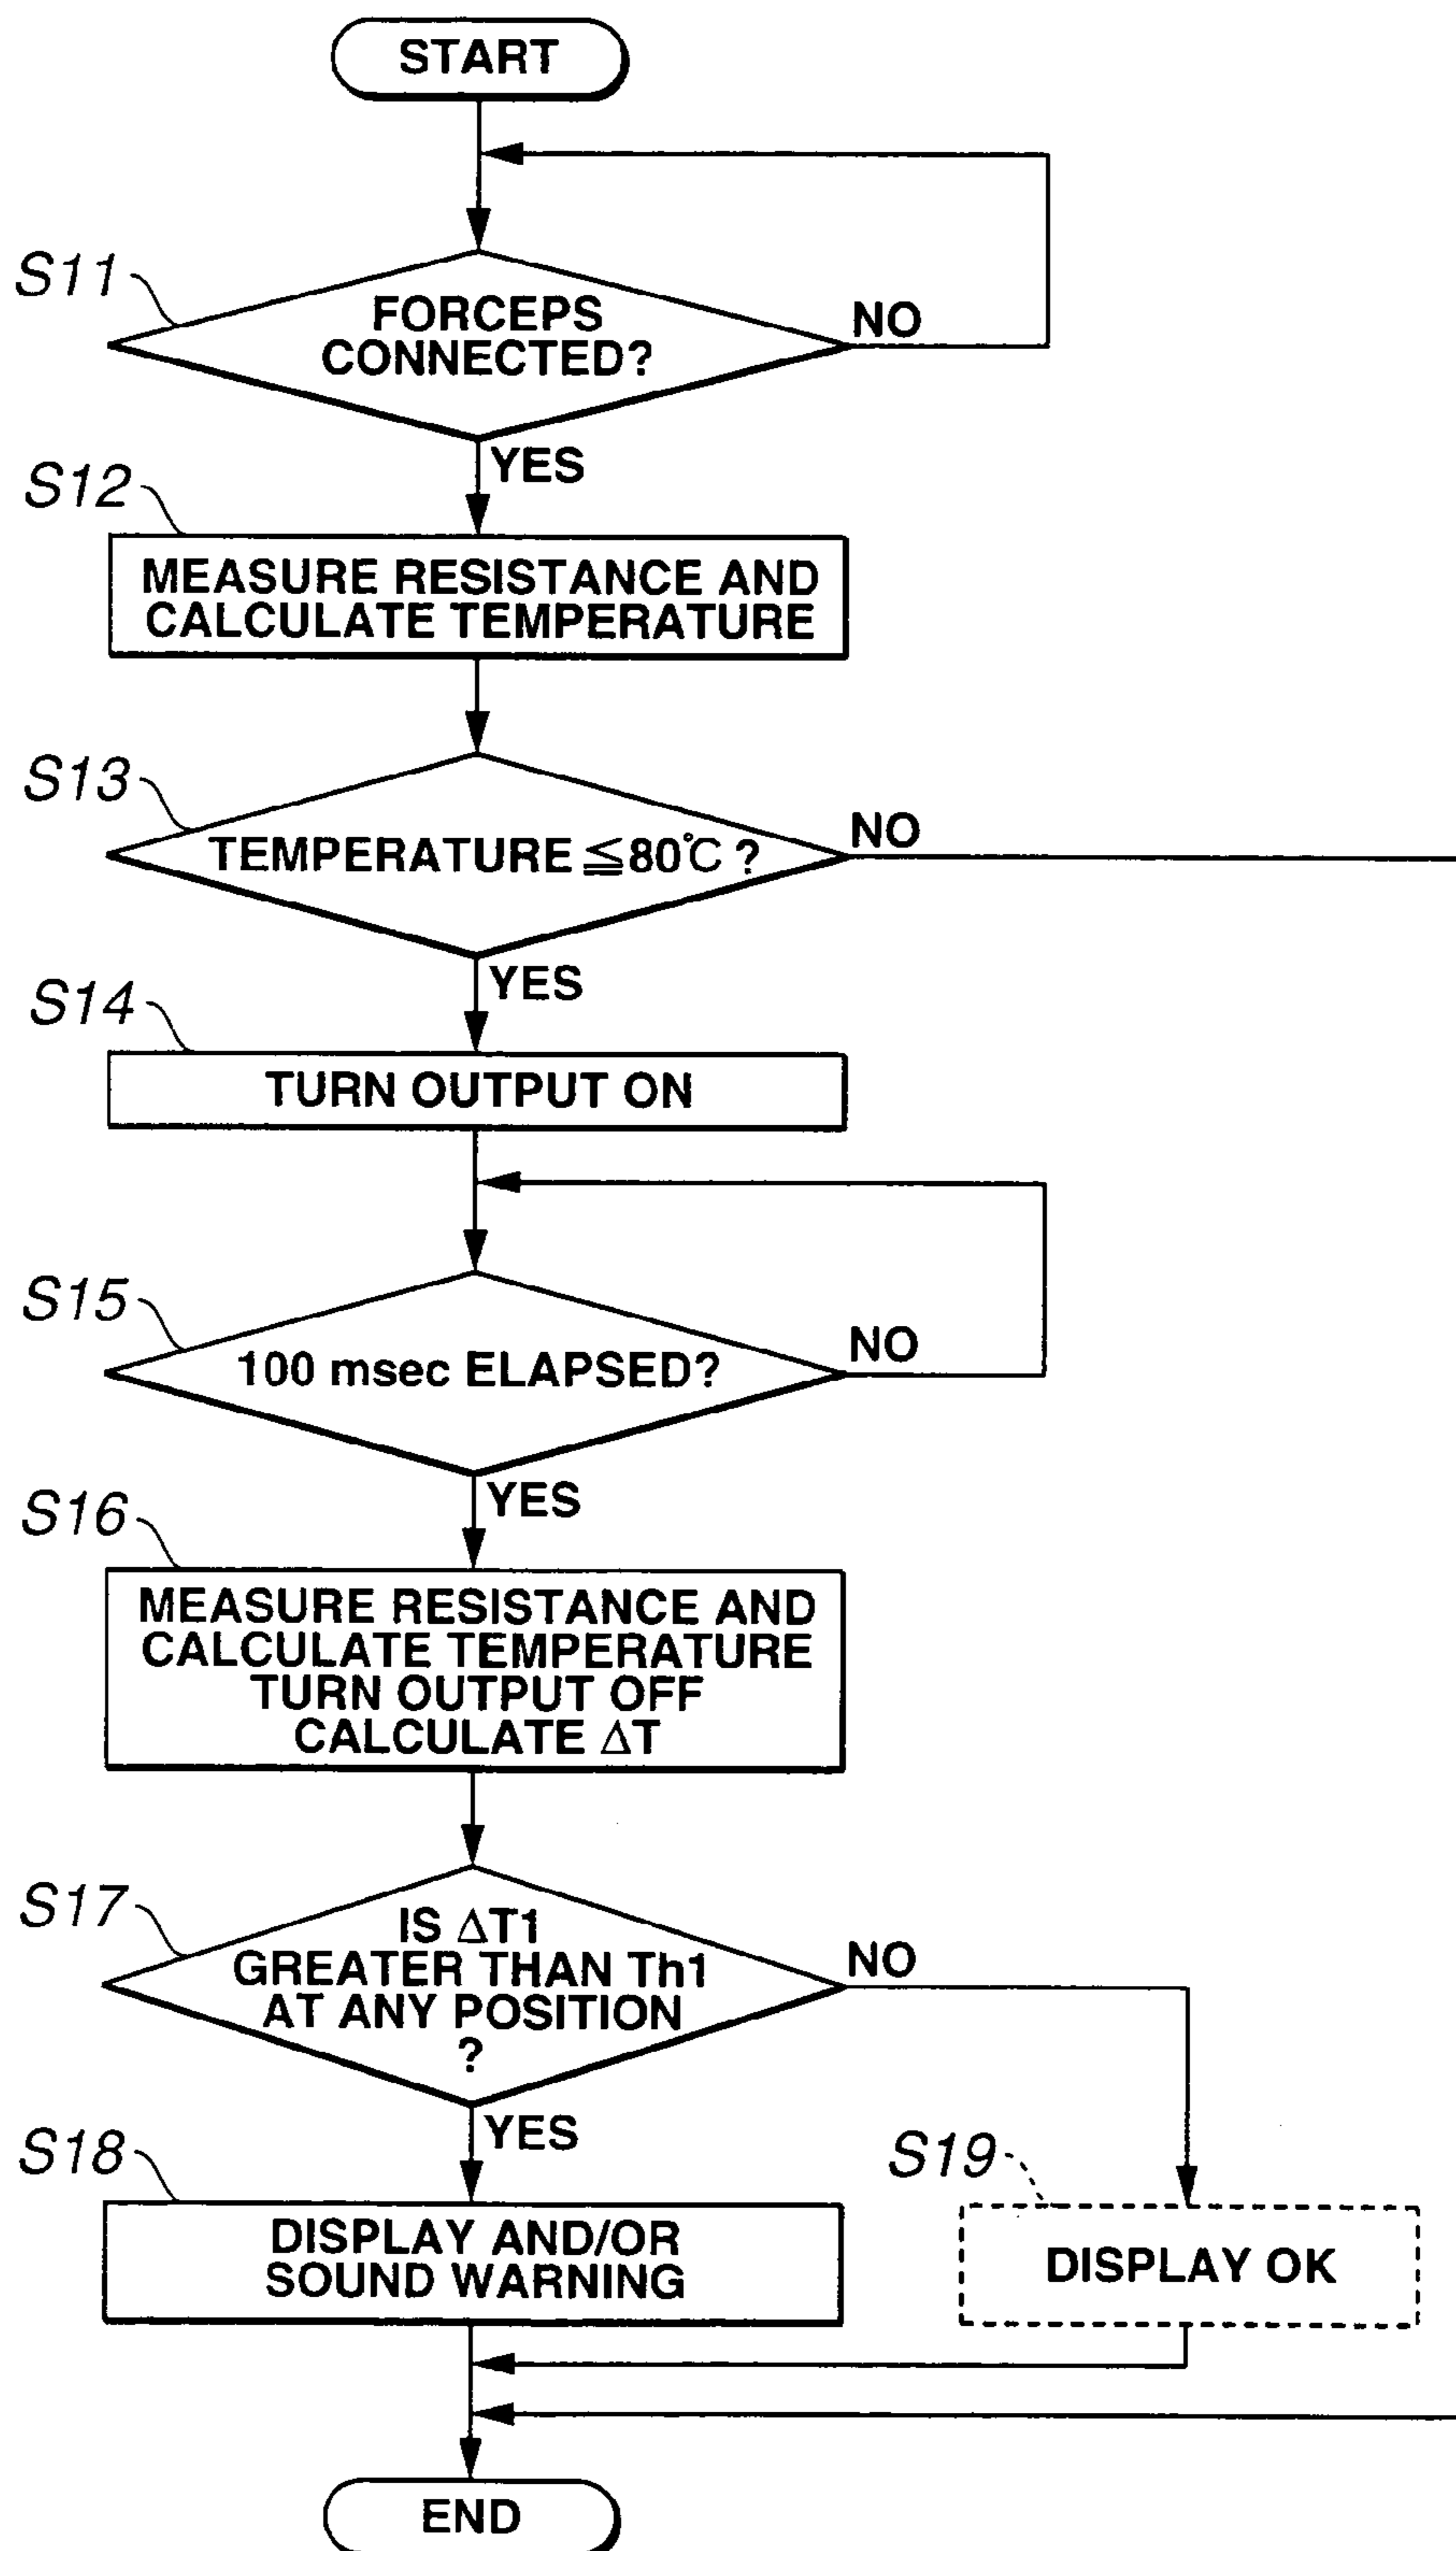 START
S11
FORCEPS
CONNECTED?
NO
YES
S12
MEASURE RESISTANCE AND
CALCULATE TEMPERATURE
S13
TEMPERATURE ≦80℃ ?
NO
YES
S14
TURN OUTPUT ON
S15
100 msec ELAPSED?
NO
YES
S16
MEASURE RESISTANCE AND
CALCULATE TEMPERATURE
TURN OUTPUT OFF
CALCULATE ΔT
S17
IS ΔT1
GREATER THAN Th1
AT ANY POSITION
?
NO
YES
S18
DISPLAY AND/OR
SOUND WARNING
S19
DISPLAY OK
END